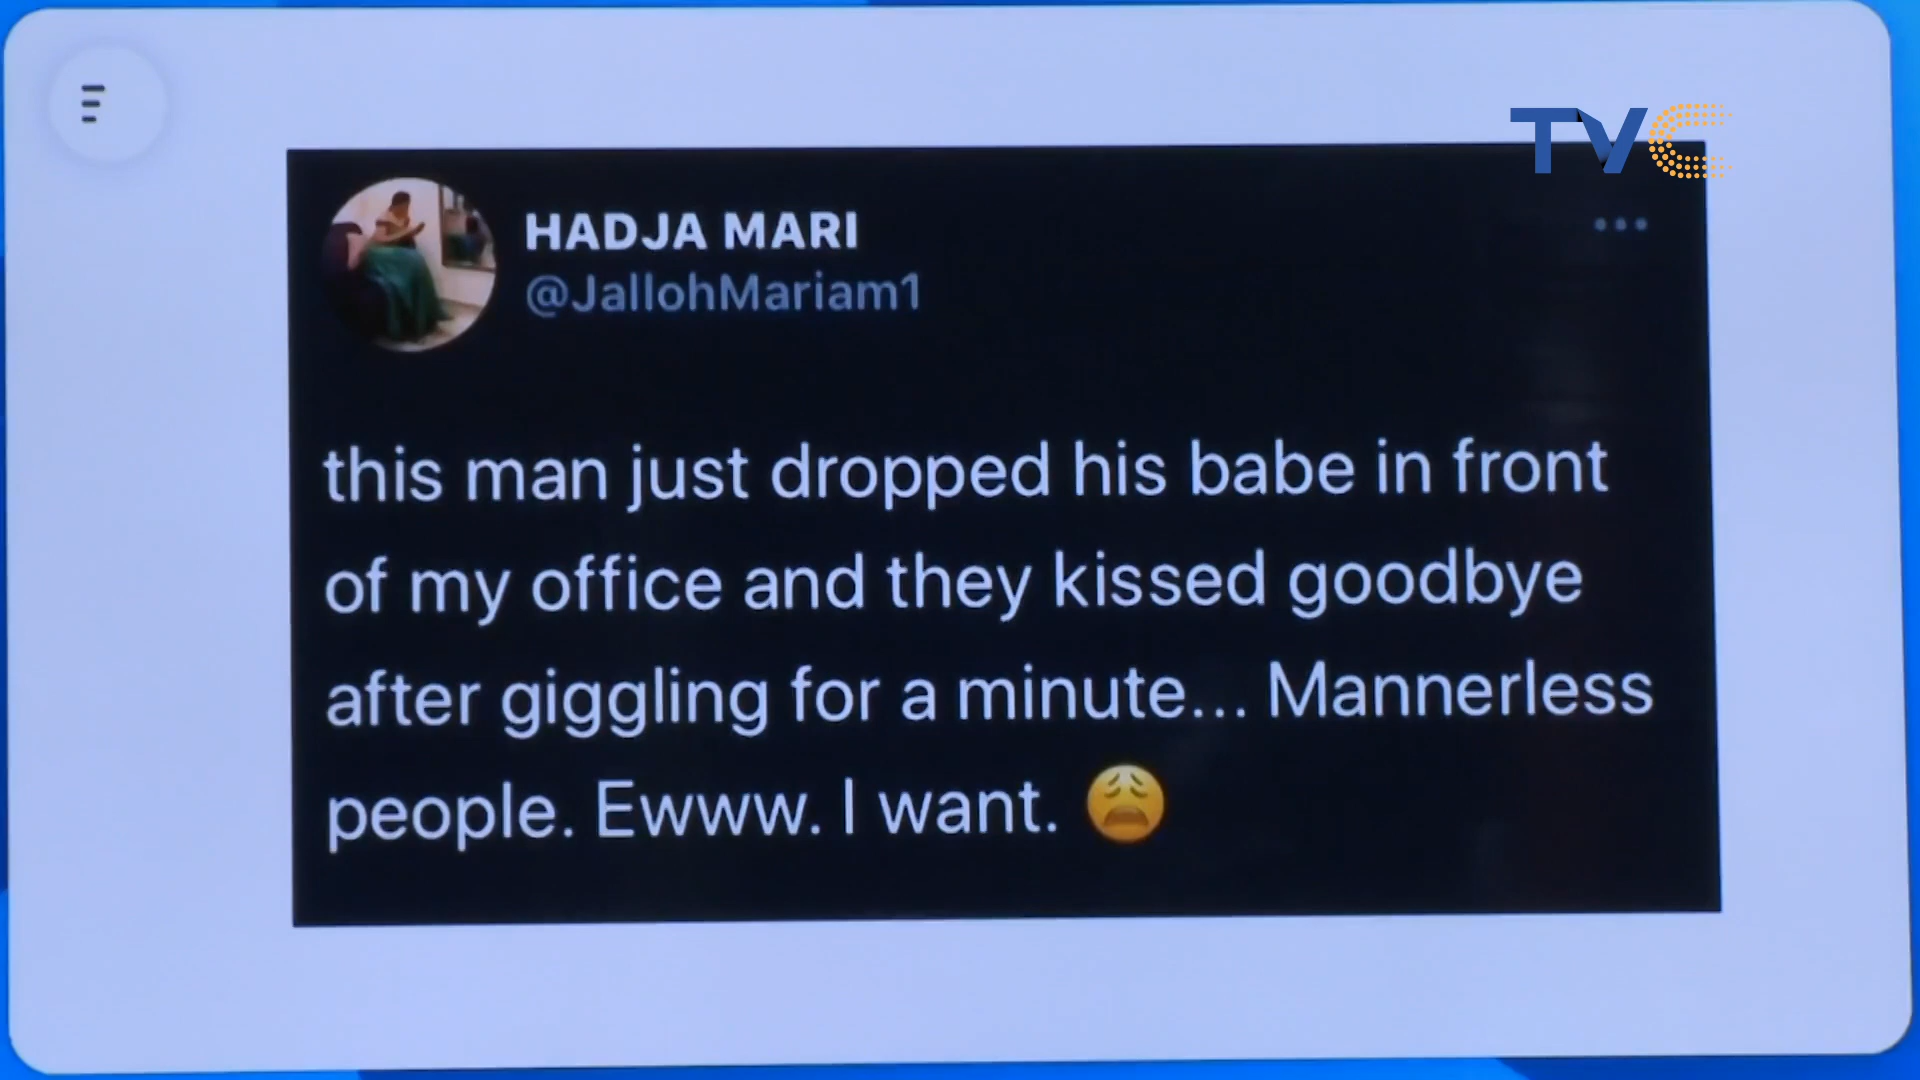 TVC
HADJA MARI
@JallohMariam1
this man just dropped his babe in front
of my office and they kissed goodbye
after giggling for a minute... Mannerless
people. Ewww. I want. 😩